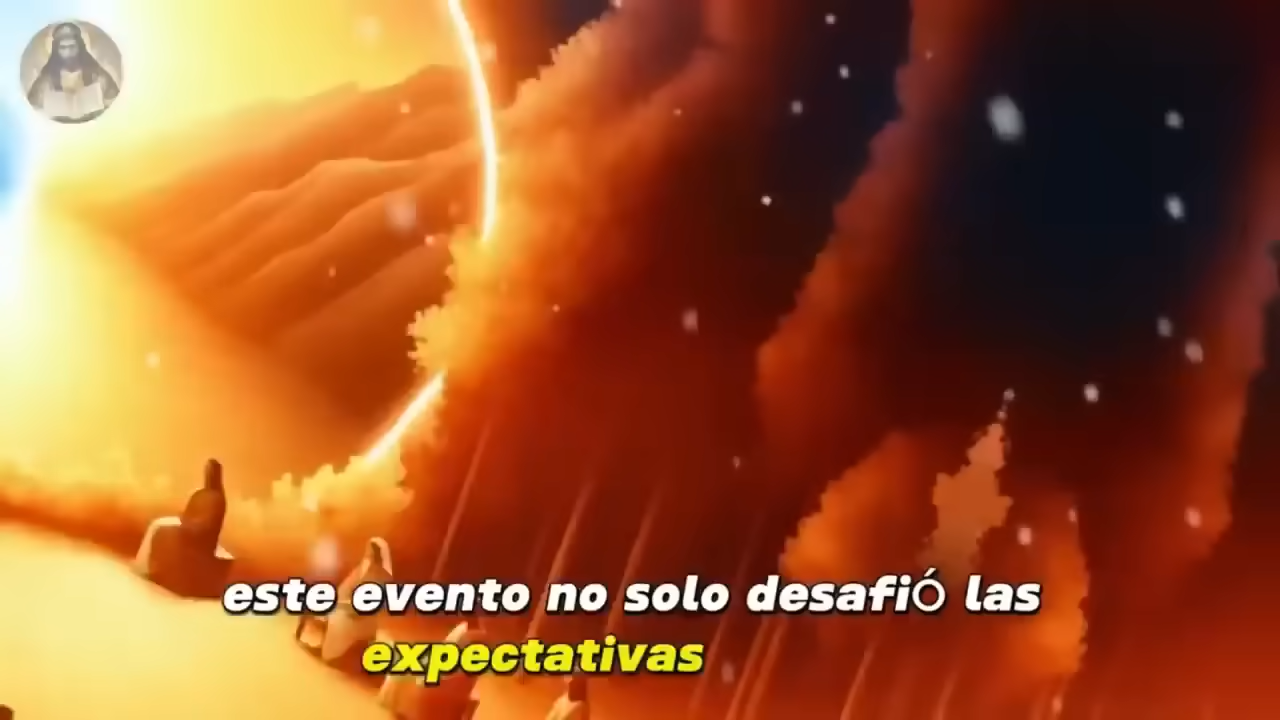 este evento no solo desafió las
expectativas